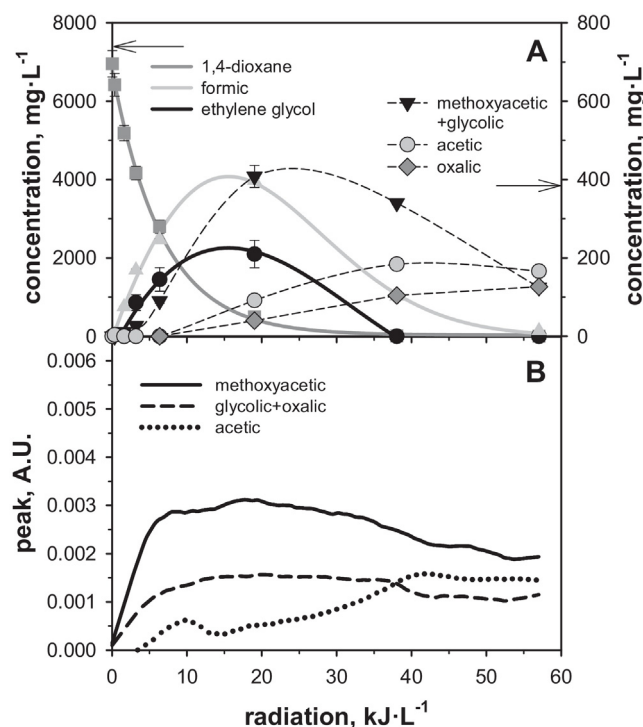 8000
6000
4000
2000
0
concentration, mg·L⁻¹
A
1,4-dioxane
formic
ethylene glycol
methoxyacetic
+glycolic
acetic
oxalic
800
600
400
200
0
concentration, mg·L⁻¹
0.006
0.005
0.004
0.003
0.002
0.001
0.000
peak, A.U.
B
methoxyacetic
glycolic+oxalic
acetic
0 10 20 30 40 50 60
radiation, kJ·L⁻¹